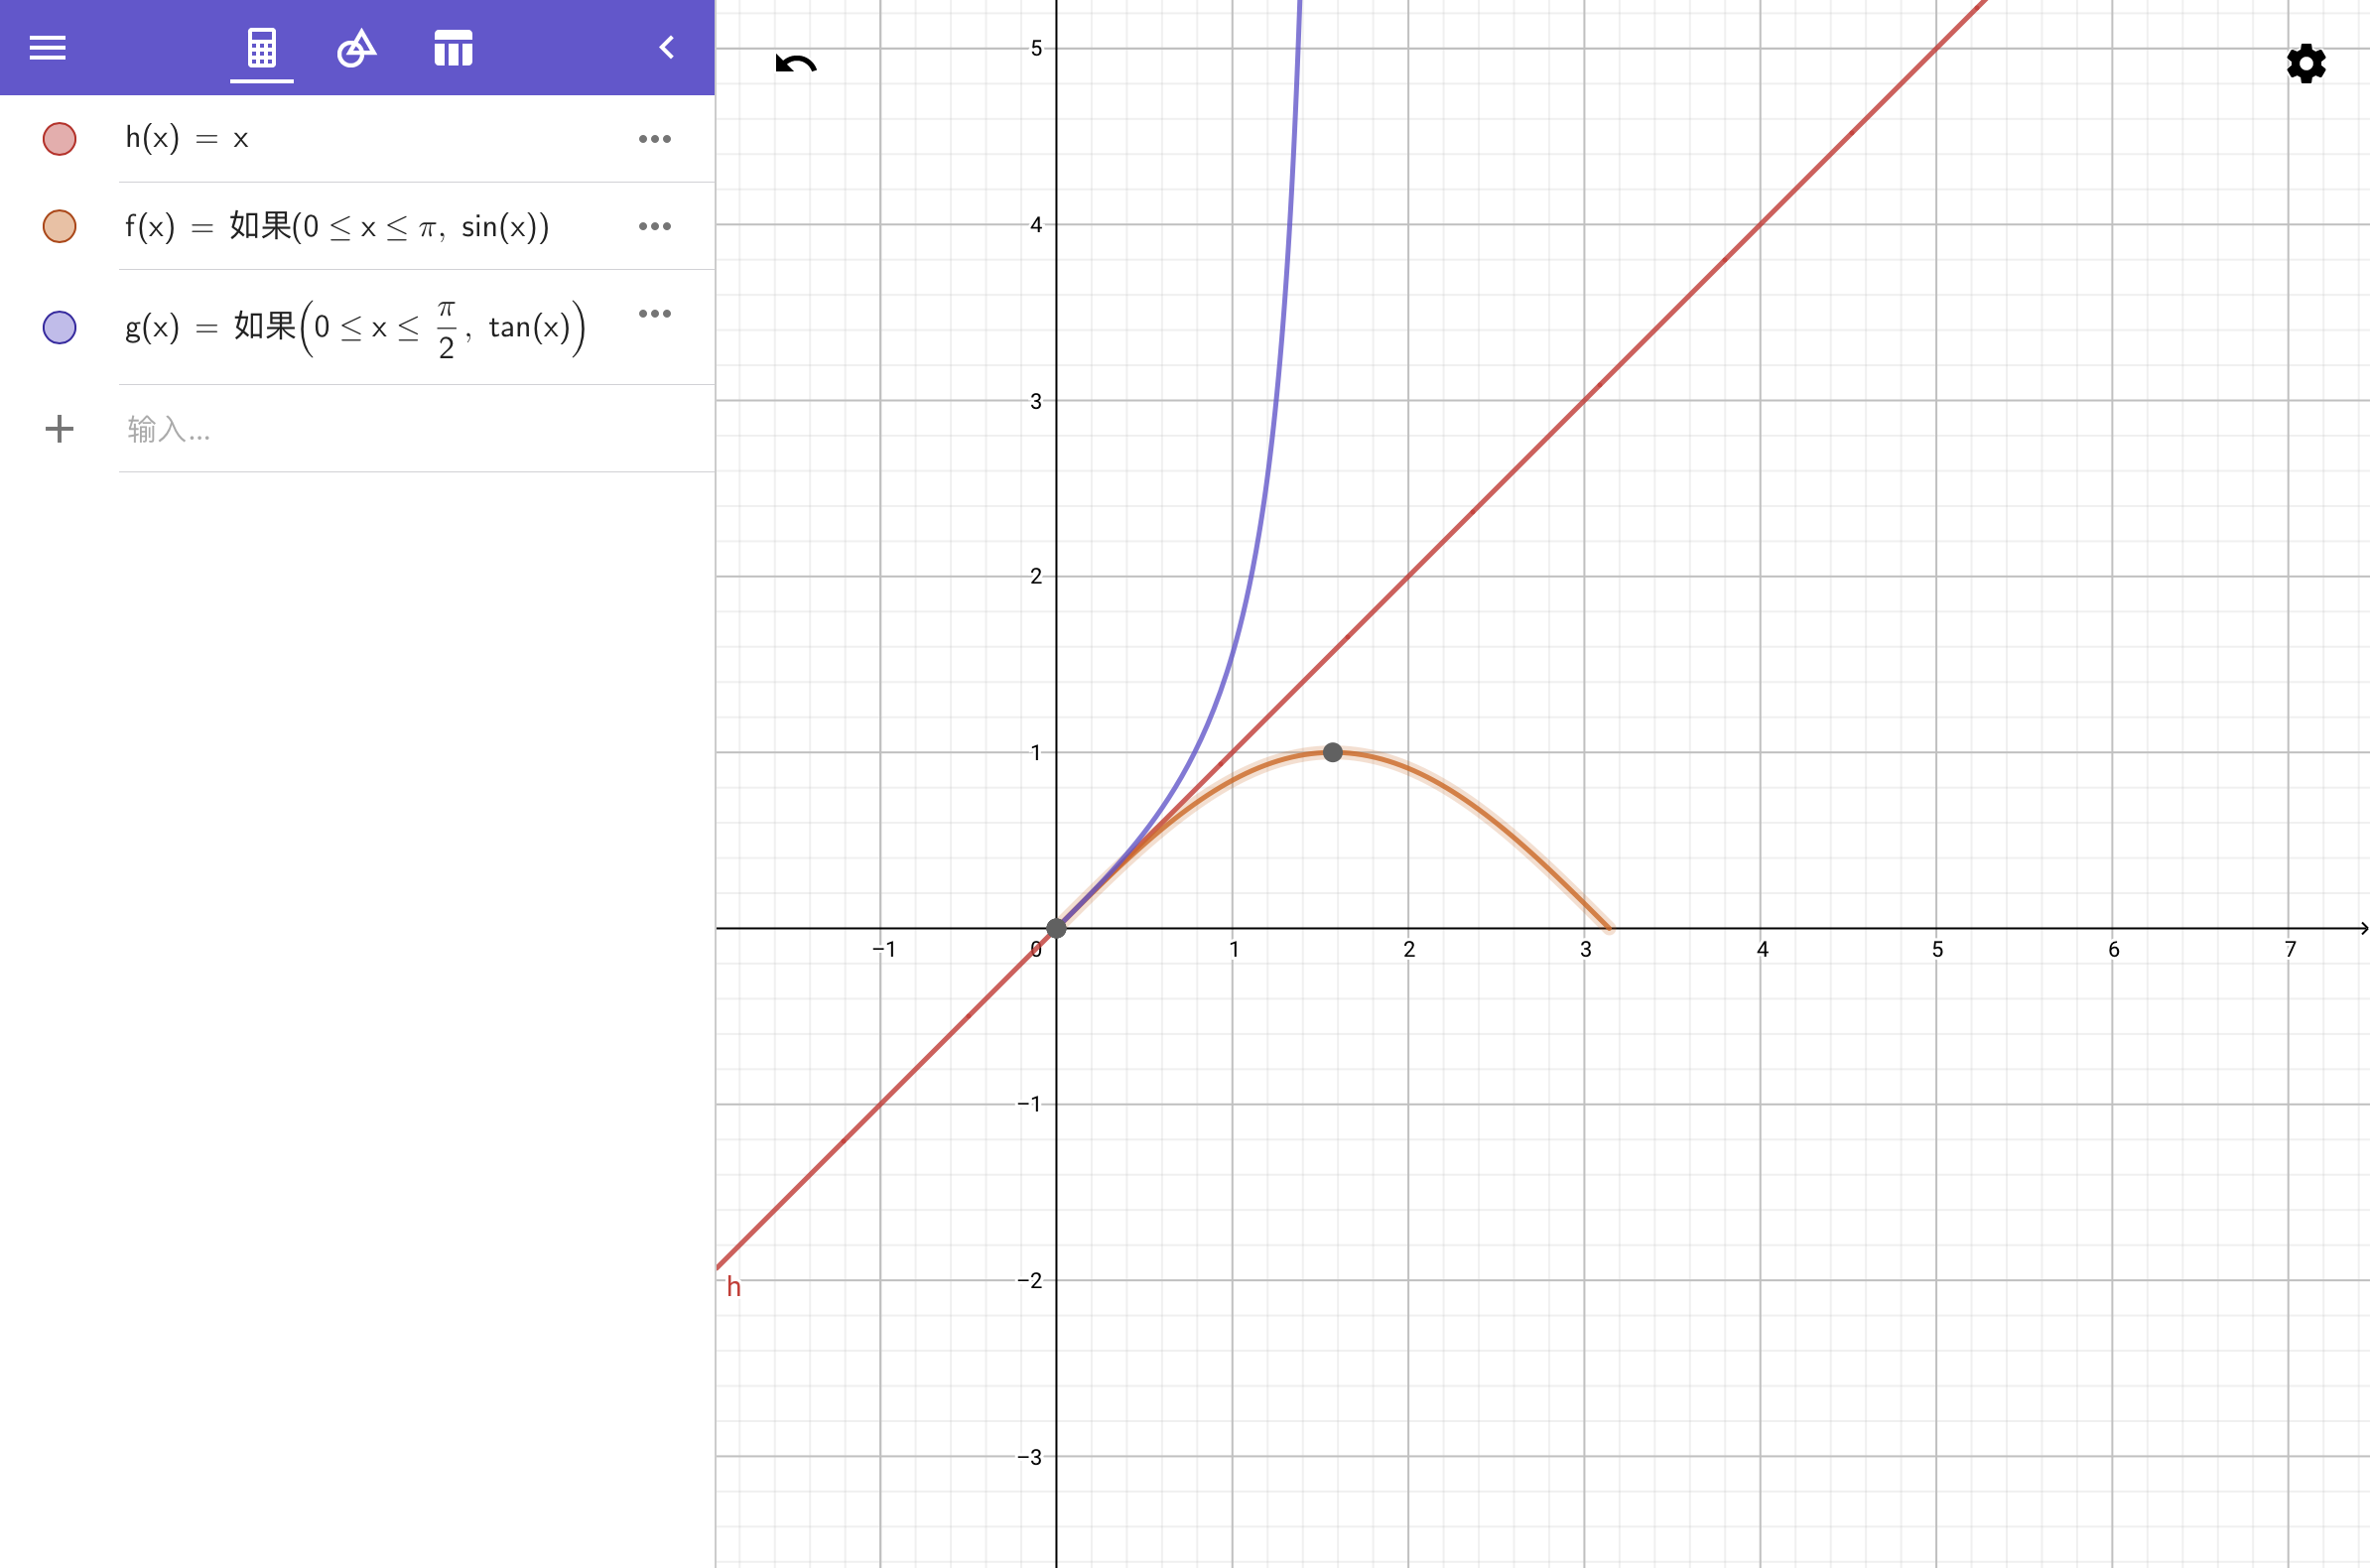 h(x) = x
f(x) = 如果(0 ≤ x ≤ π, sin(x))
g(x) = 如果(0 ≤ x ≤ π/2, tan(x))
输入...
5
4
3
2
1
−1 0 1 2 3 4 5 6 7
−1
−2
h
−3